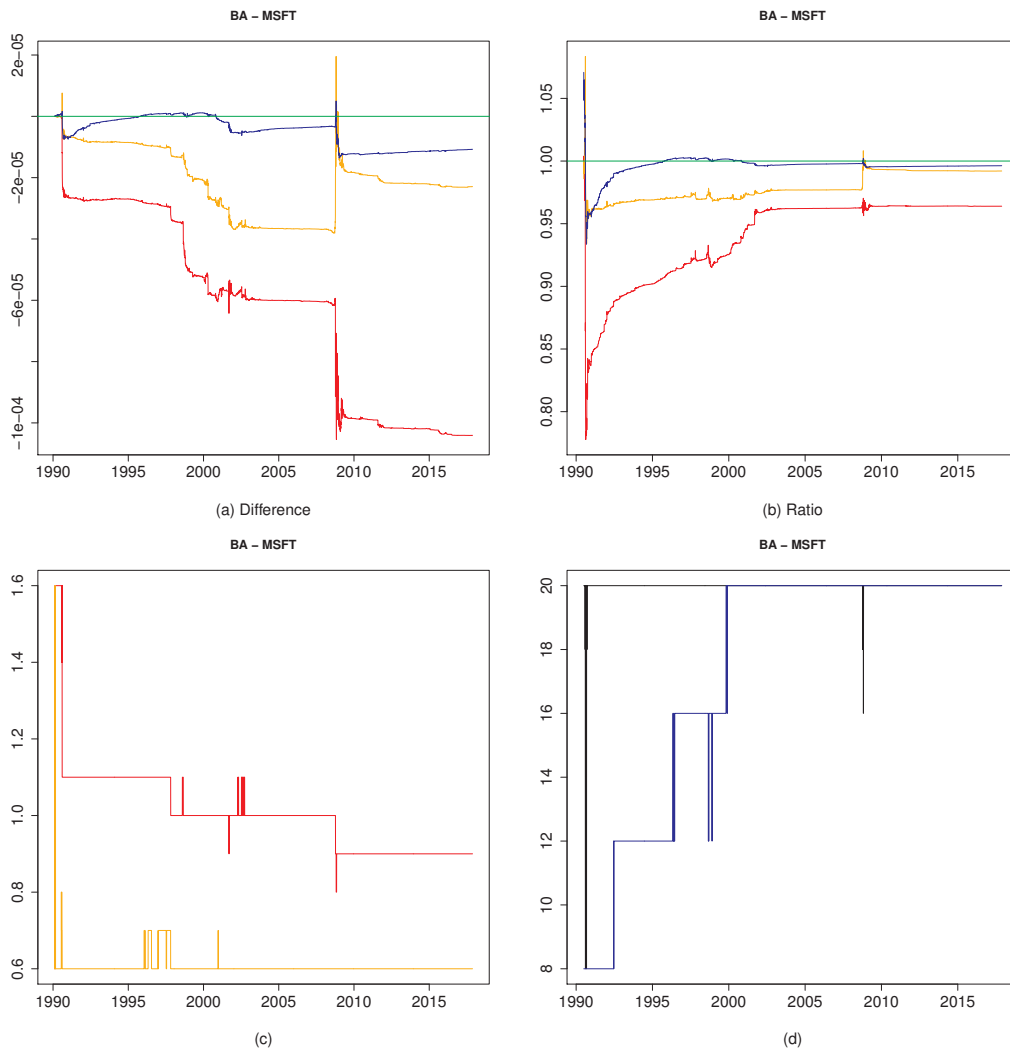 BA − MSFT
2e−05
−2e−05
−6e−05
−1e−04
1990 1995 2000 2005 2010 2015
(a) Difference
BA − MSFT
1.05
1.00
0.95
0.90
0.85
0.80
1990 1995 2000 2005 2010 2015
(b) Ratio
BA − MSFT
1.6
1.4
1.2
1.0
0.8
0.6
1990 1995 2000 2005 2010 2015
(c)
BA − MSFT
20
18
16
14
12
10
8
1990 1995 2000 2005 2010 2015
(d)